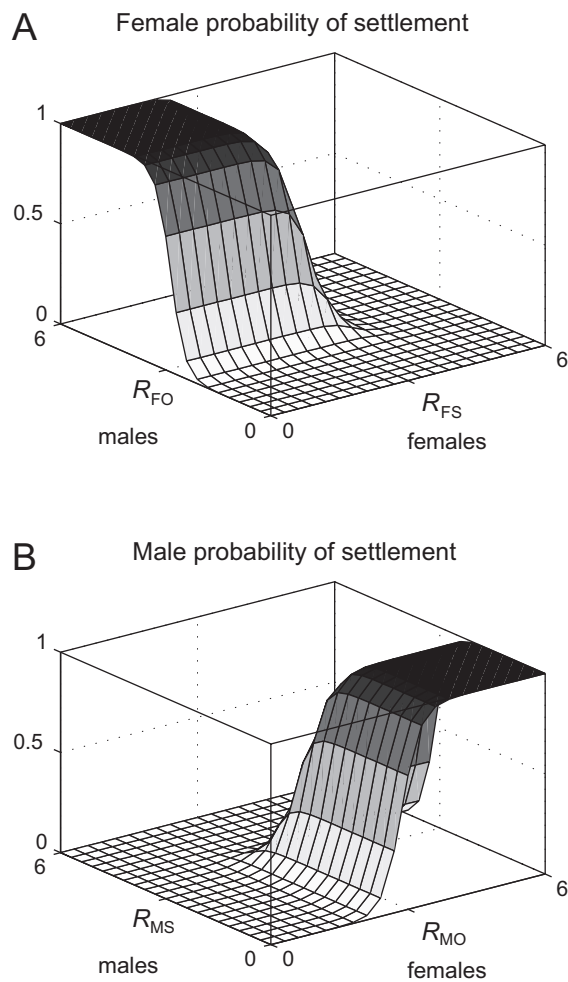 A Female probability of settlement
1
0.5
0
6
R_FO
R_FS
6
males
0 0
females
B Male probability of settlement
1
0.5
0
6
6
R_MS
R_MO
males
0 0
females